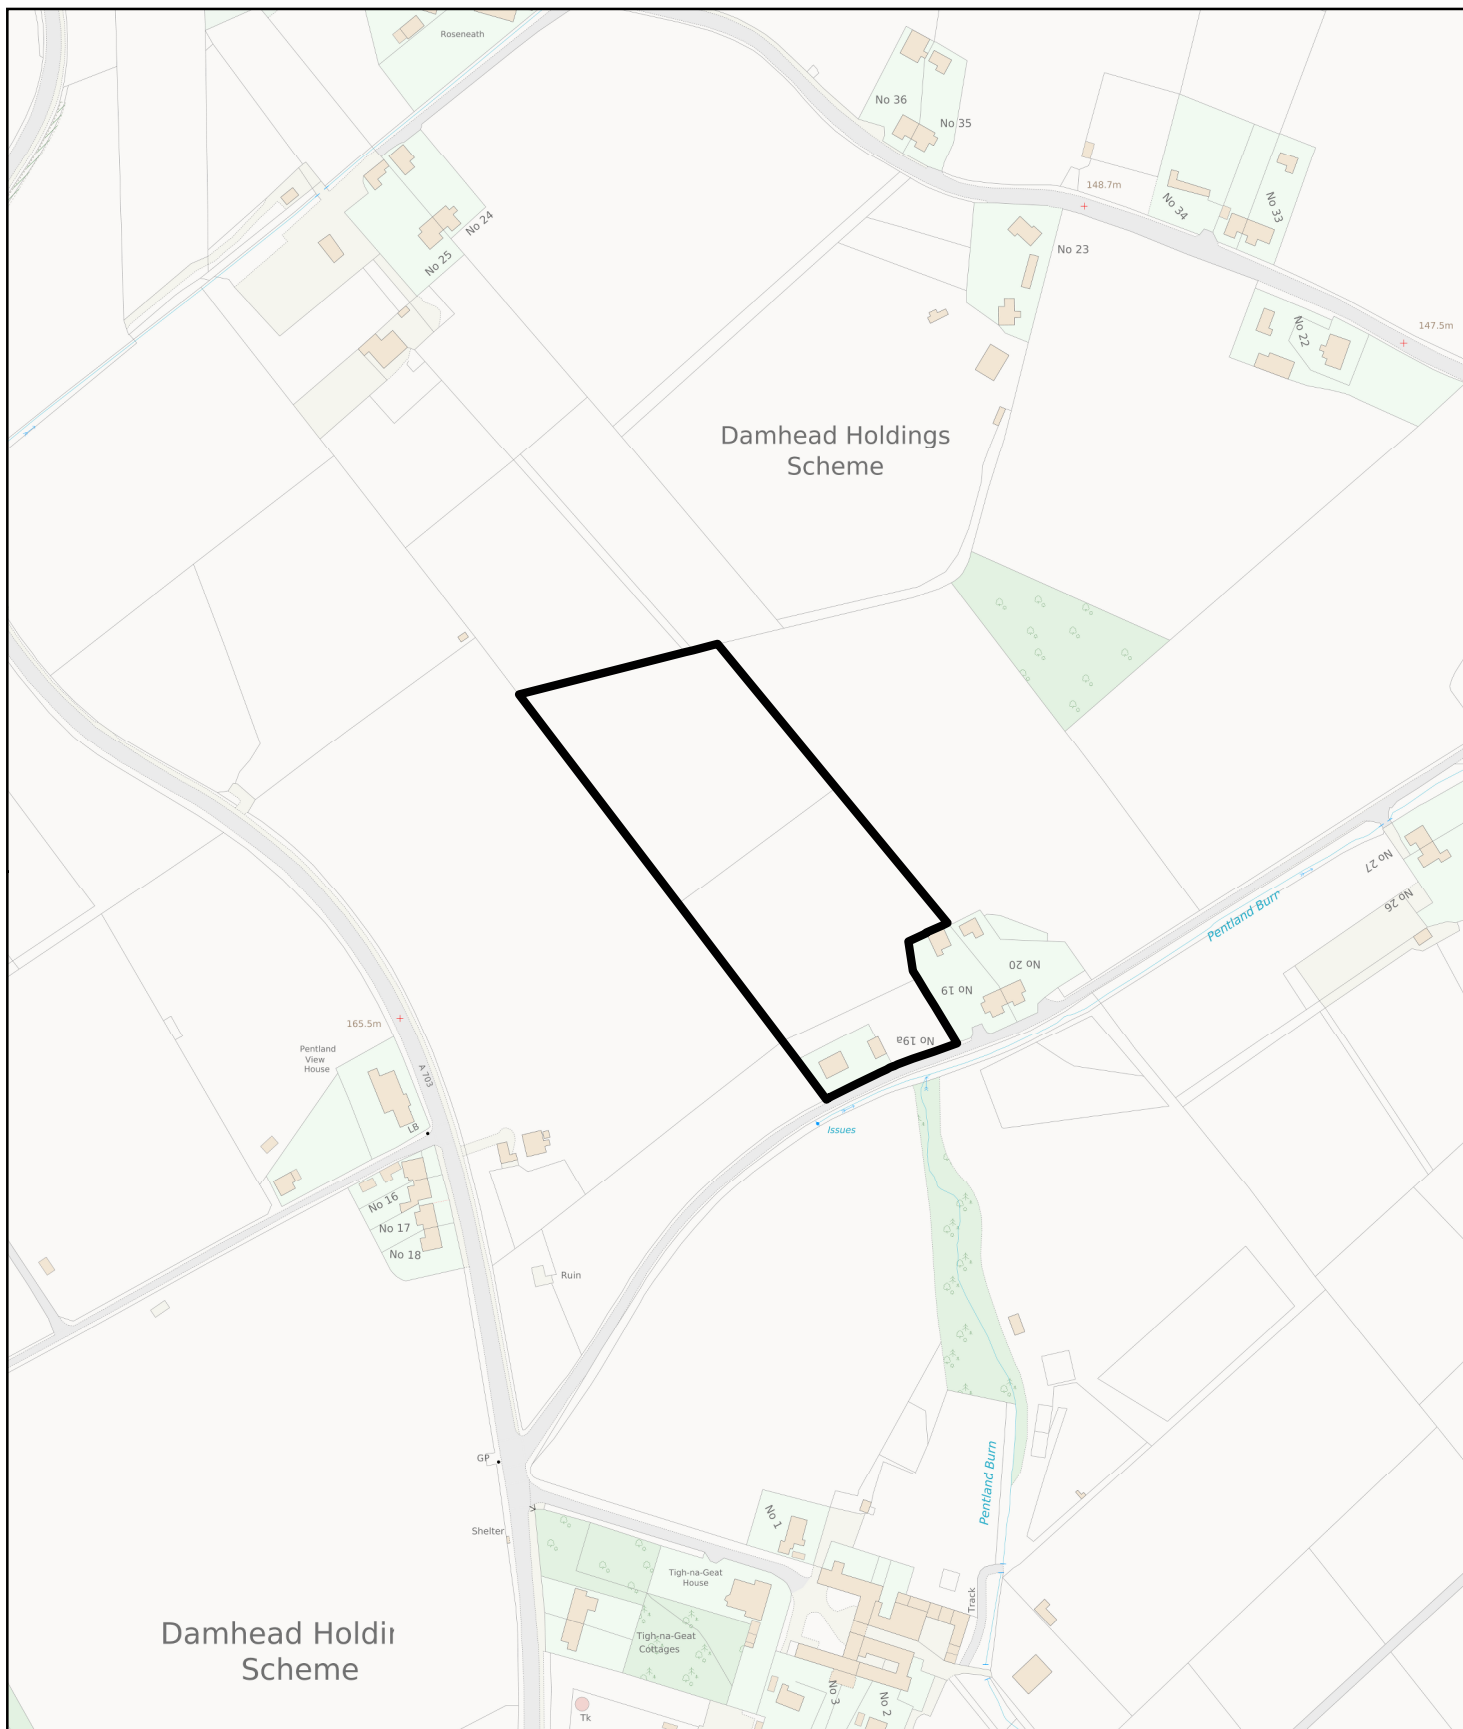 Roseneath
No 36
No 35
148.7m
No 34
No 33
No 24
No 25
No 23
No 22
147.5m
Damhead Holdings
Scheme
No 27
No 26
Pentland Burn
No 20
No 19
No 19a
165.5m
Pentland
View
House
A 703
LB
Issues
No 16
No 17
No 18
Ruin
GP
Shelter
Pentland Burn
No 1
Tigh-na-Geat
House
Track
Tigh-na-Geat
Cottages
Damhead Holdin
Scheme
No 3
No 2
Tk